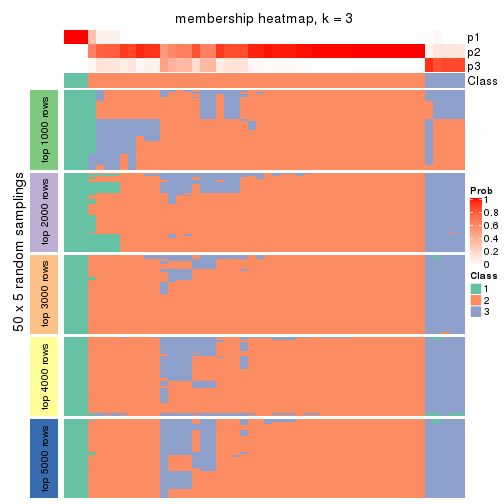 membership heatmap, k = 3
p1
p2
p3
Class
50 x 5 random samplings
top 1000 rows
top 2000 rows
top 3000 rows
top 4000 rows
top 5000 rows
Prob
1
0.8
0.6
0.4
0.2
0
Class
1
2
3